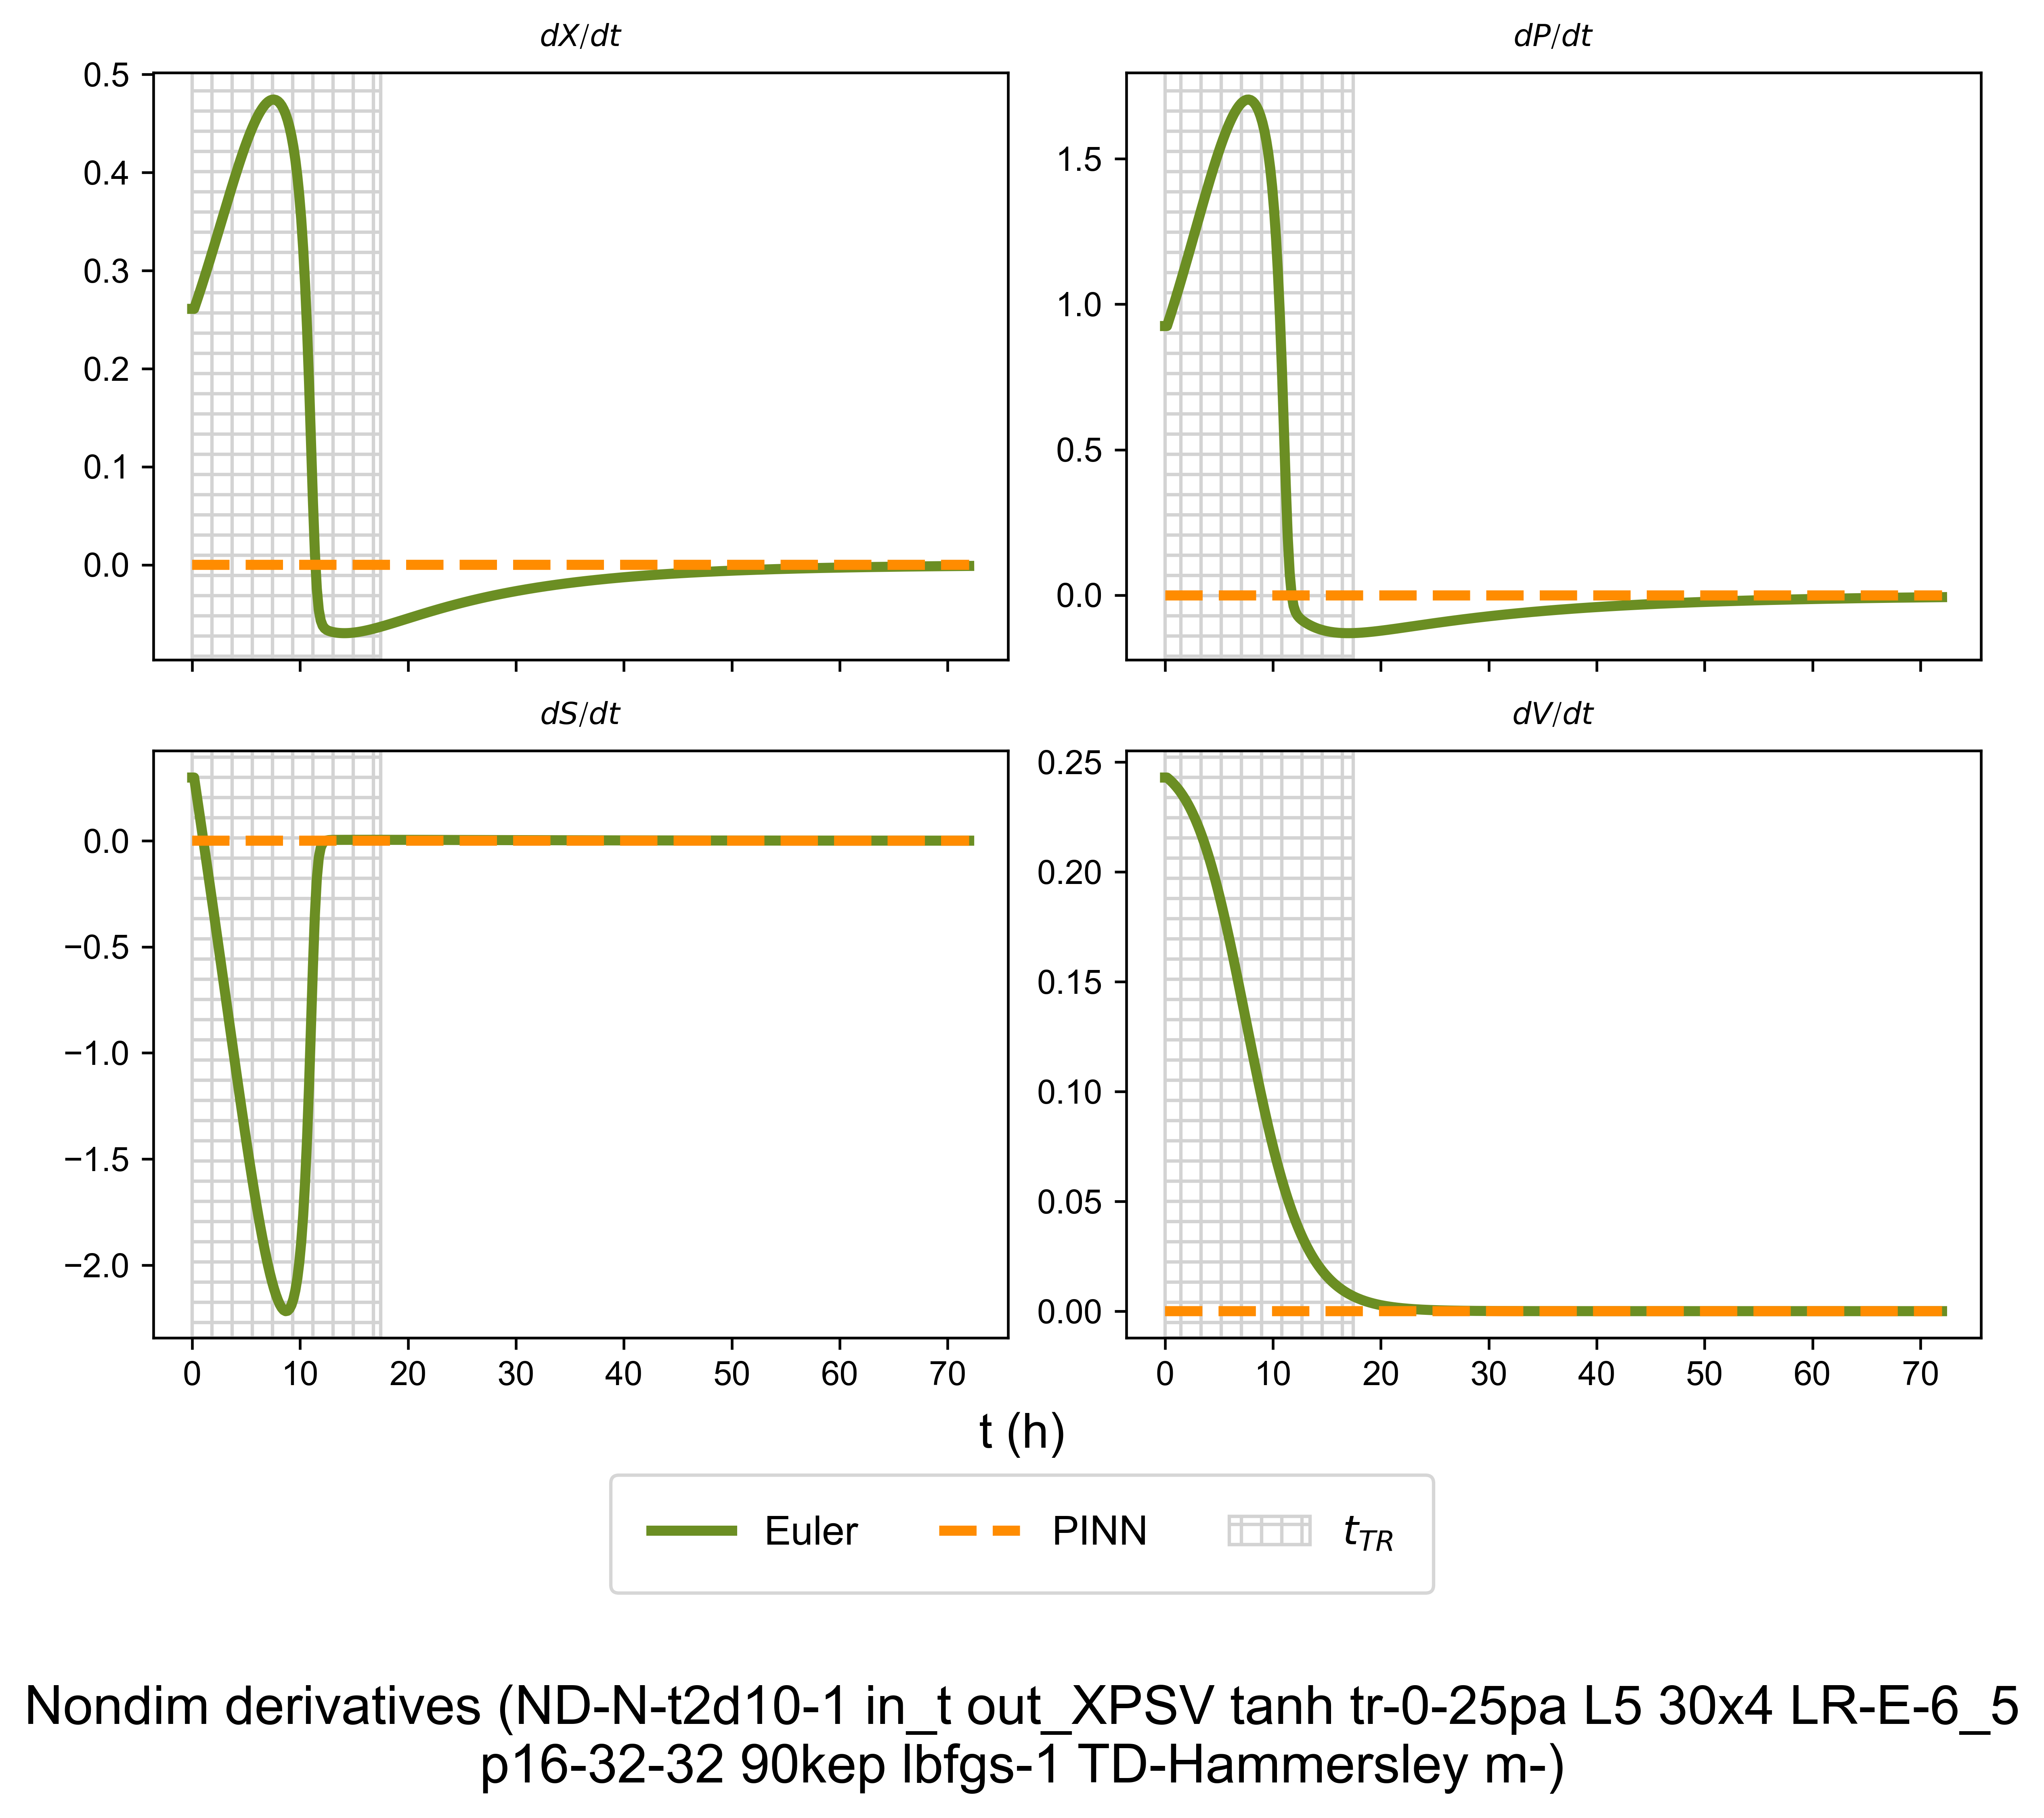 dX/dt
dP/dt
0.5
0.4
0.3
0.2
0.1
0.0
1.5
1.0
0.5
0.0
dS/dt
dV/dt
0.0
−0.5
−1.0
−1.5
−2.0
0.25
0.20
0.15
0.10
0.05
0.00
0 10 20 30 40 50 60 70
0 10 20 30 40 50 60 70
t (h)
Euler PINN t_TR
Nondim derivatives (ND-N-t2d10-1 in_t out_XPSV tanh tr-0-25pa L5 30x4 LR-E-6_5
p16-32-32 90kep lbfgs-1 TD-Hammersley m-)